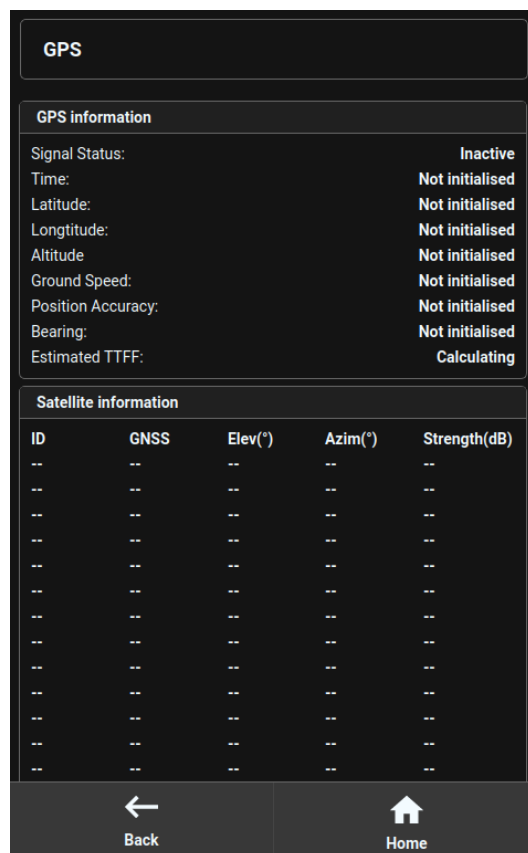 GPS
GPS information
Signal Status: Inactive
Time: Not initialised
Latitude: Not initialised
Longtitude: Not initialised
Altitude Not initialised
Ground Speed: Not initialised
Position Accuracy: Not initialised
Bearing: Not initialised
Estimated TTFF: Calculating
Satellite information
ID GNSS Elev(°) Azim(°) Strength(dB)
-- -- -- -- --
-- -- -- -- --
-- -- -- -- --
-- -- -- -- --
-- -- -- -- --
-- -- -- -- --
-- -- -- -- --
-- -- -- -- --
-- -- -- -- --
-- -- -- -- --
-- -- -- -- --
-- -- -- -- --
-- -- -- -- --
Back Home